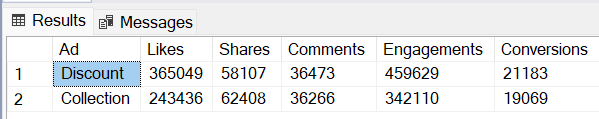 Results Messages
Ad Likes Shares Comments Engagements Conversions
1 Discount 365049 58107 36473 459629 21183
2 Collection 243436 62408 36266 342110 19069